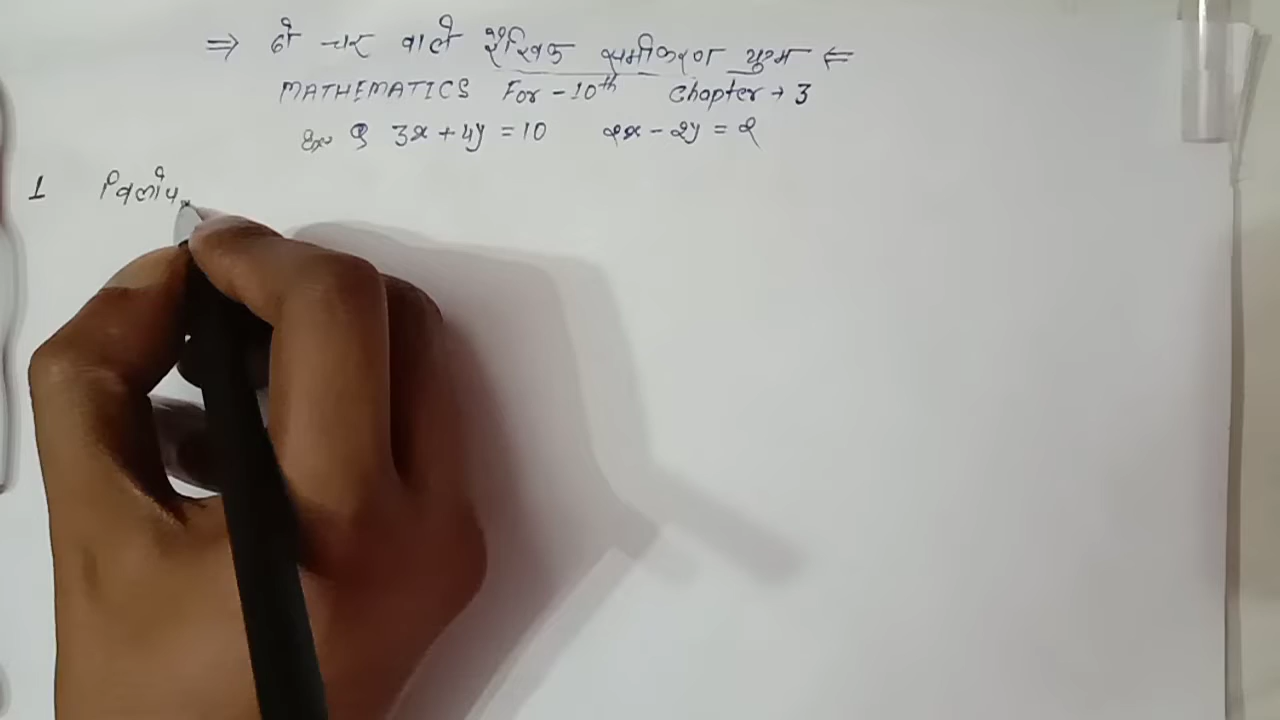 ⇒ दो चर वाले रैखिक समीकरण युग्म ⇐
MATHEMATICS For - 10th Chapter → 3
3x + 4y = 10 2x - 2y = 2
1 विलोप